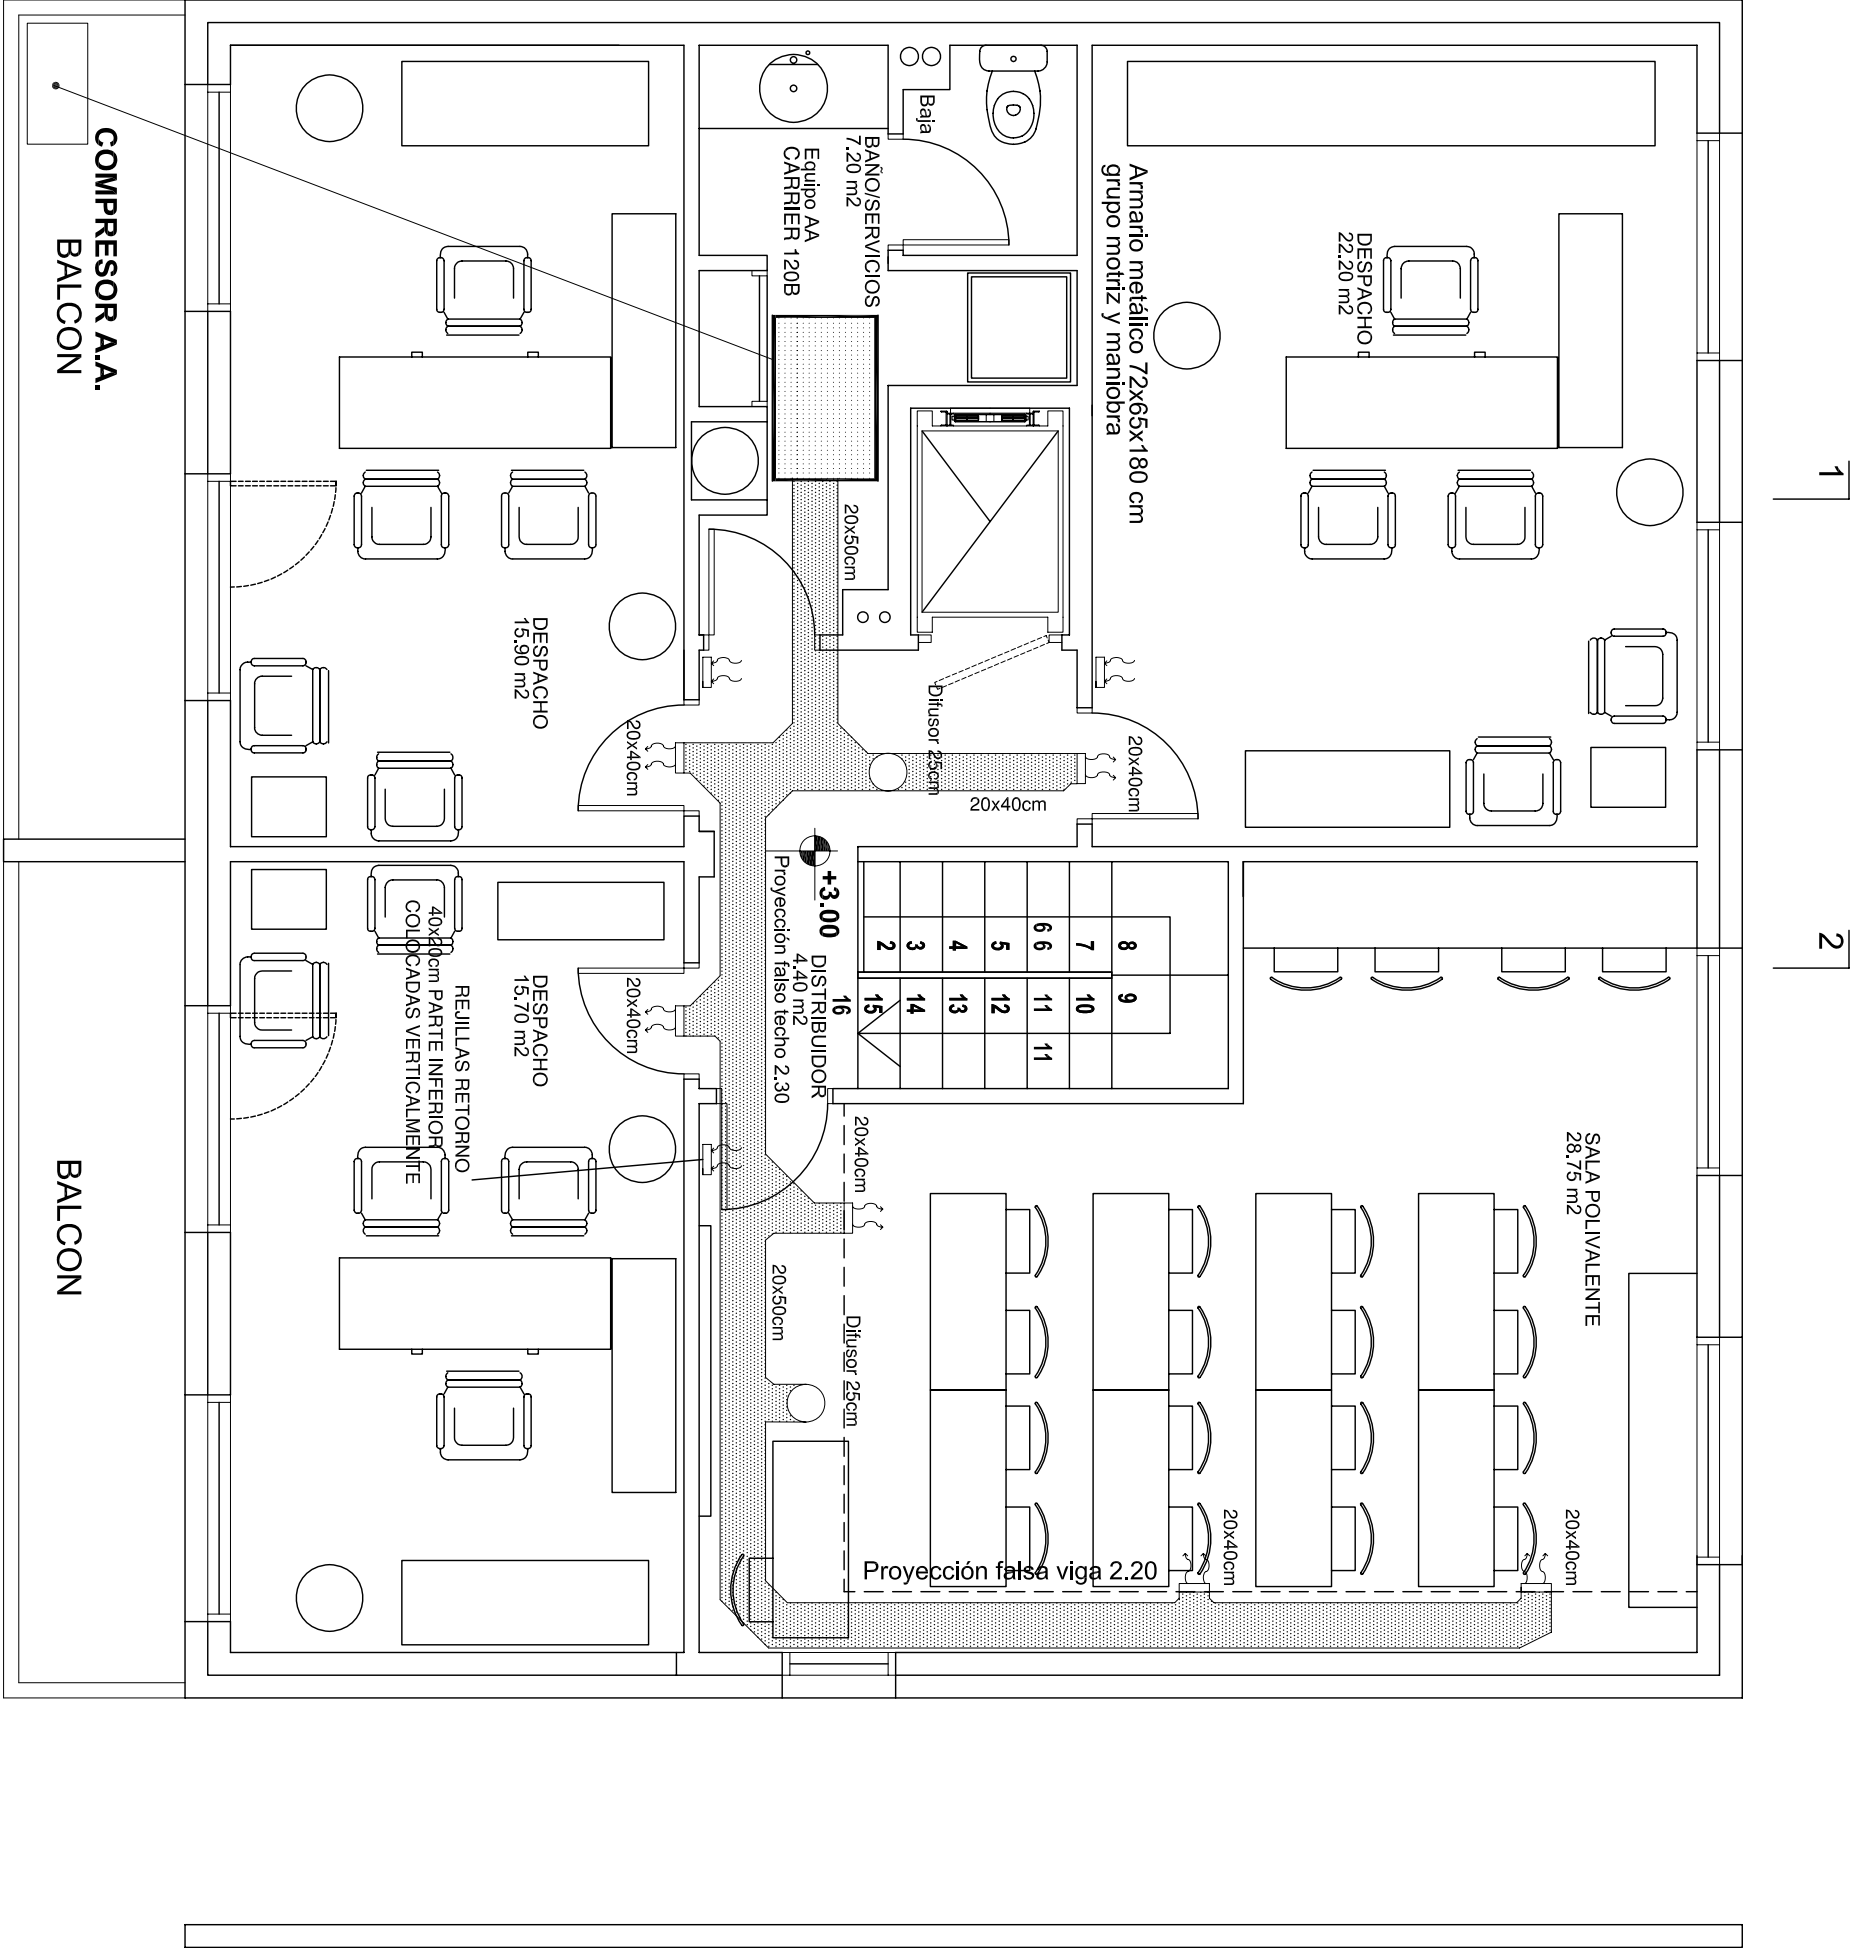 1
2
Baja
BAÑO/SERVICIOS
7.20 m2
Equipo AA
CARRIER 120B
Armario metálico 72x65x180 cm
grupo motriz y maniobra
DESPACHO
22.20 m2
COMPRESOR A.A.
BALCON
20x50cm
DESPACHO
15.90 m2
Difusor 25cm
20x40cm
20x40cm
20x40cm
+3.00
Proyección falso techo 2.30
DISTRIBUIDOR
4.40 m2
2
3
4
5
6
6
7
8
9
10
11
11
12
13
14
15
16
40x20cm PARTE INFERIOR
COLOCADAS VERTICALMENTE
REJILLAS RETORNO
DESPACHO
15.70 m2
20x40cm
20x40cm
SALA POLIVALENTE
28.75 m2
BALCON
20x50cm
Difusor 25cm
20x40cm
20x40cm
Proyección falsa viga 2.20